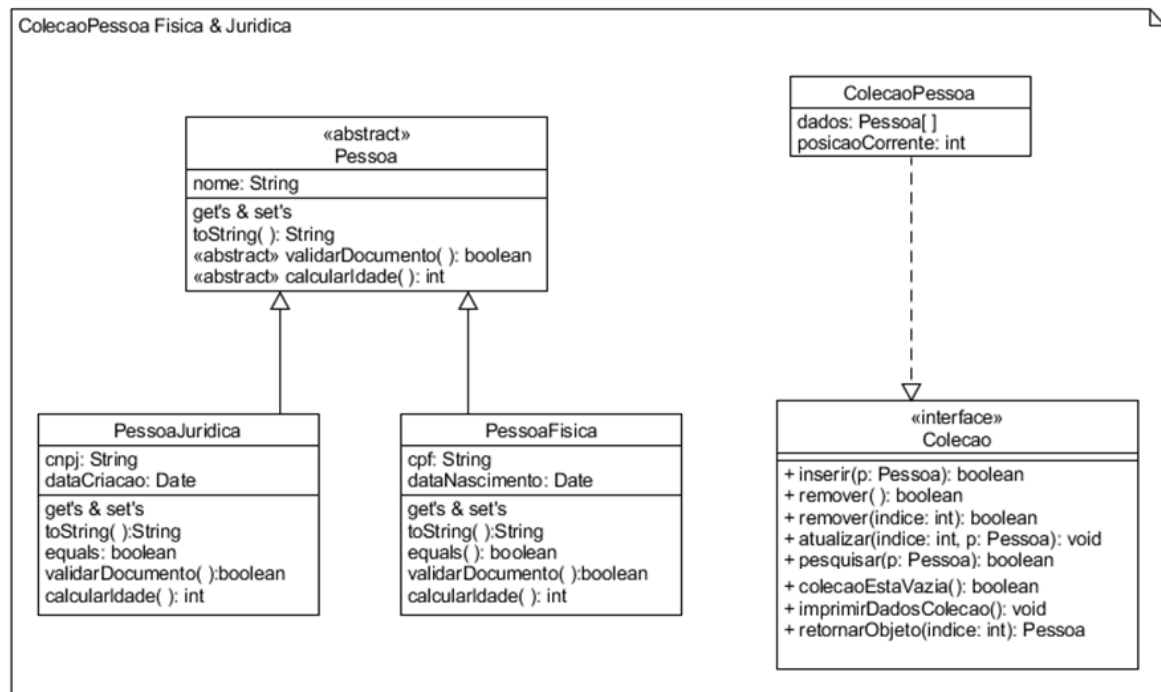 ColecaoPessoa Fisica & Juridica
«abstract»
Pessoa
nome: String
get's & set's
toString( ): String
«abstract» validarDocumento( ): boolean
«abstract» calcularIdade( ): int
ColecaoPessoa
dados: Pessoa[ ]
posicaoCorrente: int
PessoaJuridica
cnpj: String
dataCriacao: Date
get's & set's
toString( ):String
equals: boolean
validarDocumento( ):boolean
calcularIdade( ): int
PessoaFisica
cpf: String
dataNascimento: Date
get's & set's
toString( ):String
equals( ): boolean
validarDocumento( ):boolean
calcularIdade( ): int
«interface»
Colecao
+ inserir(p: Pessoa): boolean
+ remover( ): boolean
+ remover(indice: int): boolean
+ atualizar(indice: int, p: Pessoa): void
+ pesquisar(p: Pessoa): boolean
+ colecaoEstaVazia(): boolean
+ imprimirDadosColecao(): void
+ retornarObjeto(indice: int): Pessoa